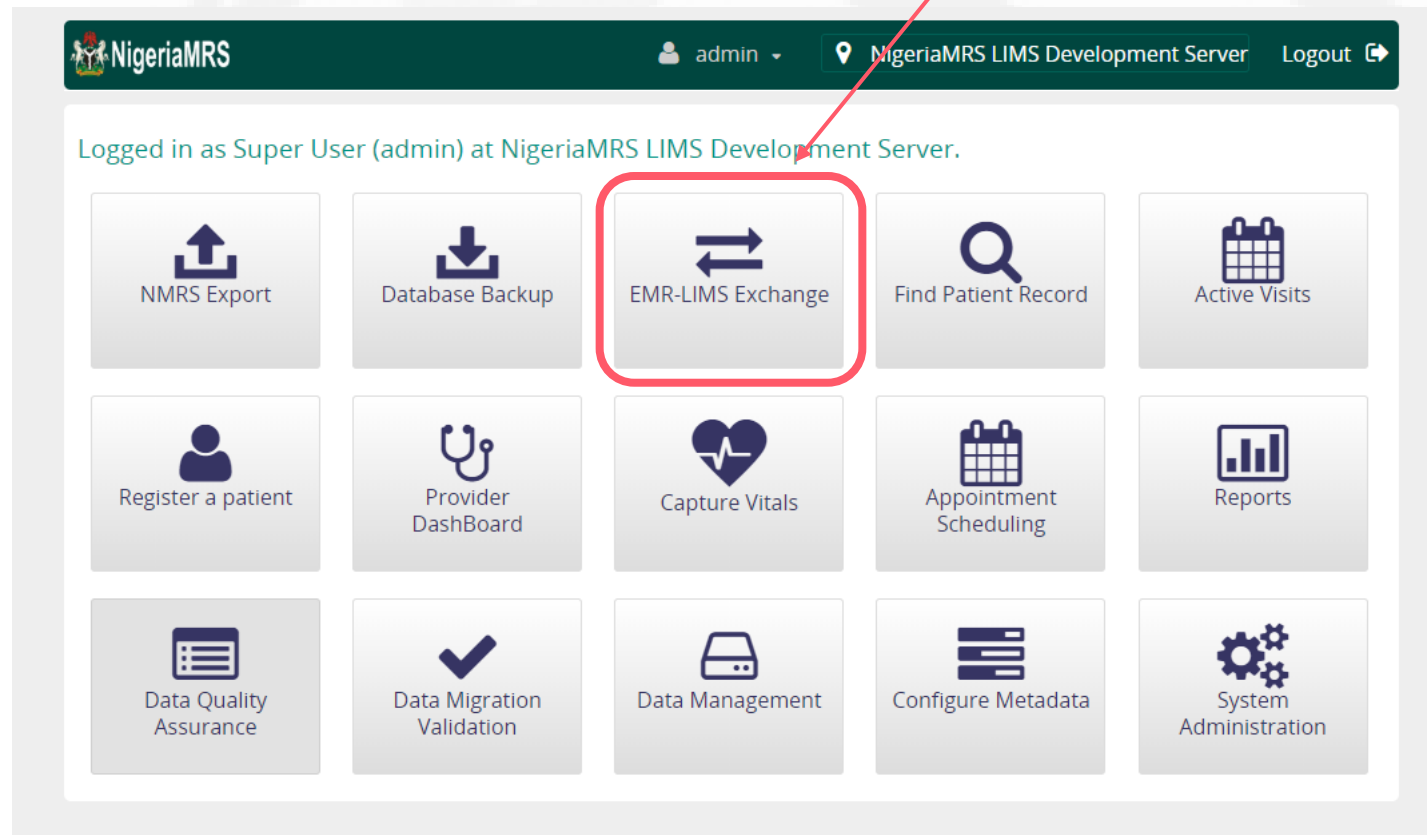 NigeriaMRS
admin
NigeriaMRS LIMS Development Server
Logout
Logged in as Super User (admin) at NigeriaMRS LIMS Development Server.
NMRS Export
Database Backup
EMR-LIMS Exchange
Find Patient Record
Active Visits
Register a patient
Provider
DashBoard
Capture Vitals
Appointment
Scheduling
Reports
Data Quality
Assurance
Data Migration
Validation
Data Management
Configure Metadata
System
Administration